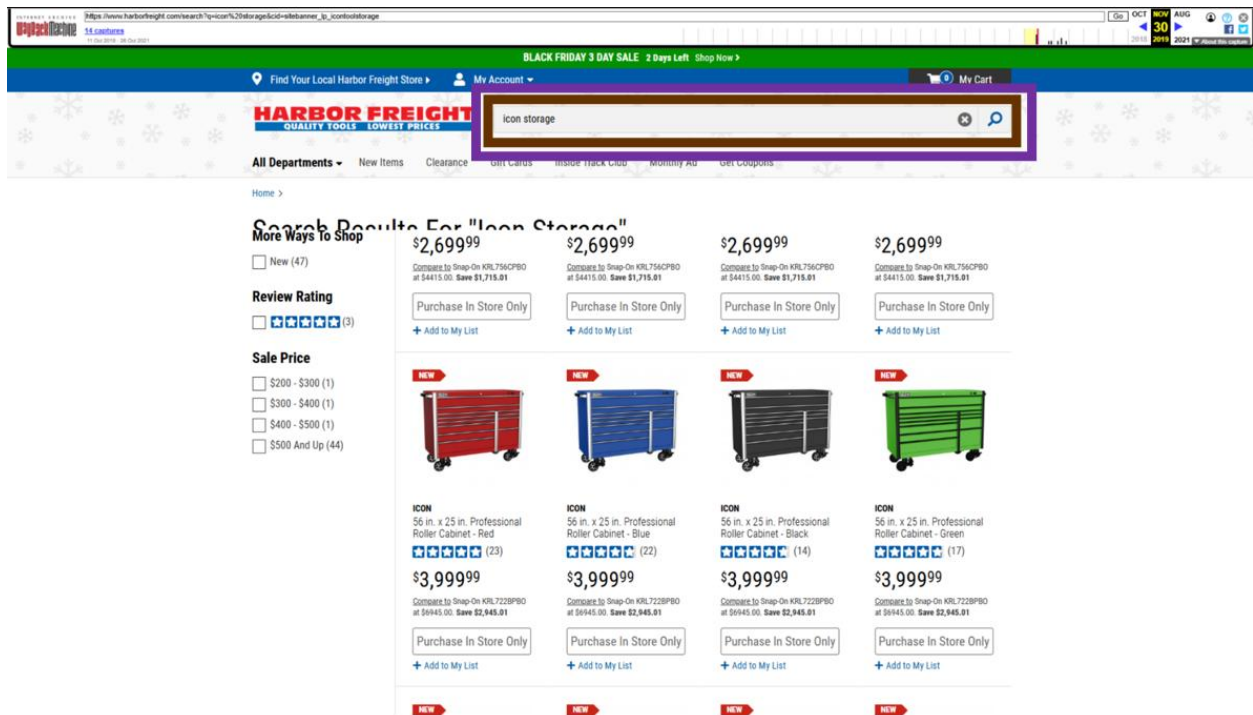 INTERNET ARCHIVE
WayBackMachine
https://www.harborfreight.com/search?q=icon%20storage&cid=sitebanner_lp_icontoolstorage
Go
OCT NOV AUG
14 captures
30
11 Oct 2018 - 28 Oct 2021
2018 2019 2021
About this capture
BLACK FRIDAY 3 DAY SALE 2 Days Left Shop Now >
Find Your Local Harbor Freight Store
My Account
0 My Cart
HARBOR FREIGHT
QUALITY TOOLS LOWEST PRICES
icon storage
All Departments New Items Clearance Gift Cards Inside Track Club Monthly Ad Get Coupons
Home >
Search Results For "Icon Storage"
More Ways To Shop
New (47)
Review Rating
(3)
Sale Price
$200 - $300 (1)
$300 - $400 (1)
$400 - $500 (1)
$500 And Up (44)
$2,69999 $2,69999 $2,69999 $2,69999
Compare to Snap-On KRL756CPBO Compare to Snap-On KRL756CPBO Compare to Snap-On KRL756CPBO Compare to Snap-On KRL756CPBO
at $4415.00. Save $1,715.01 at $4415.00. Save $1,715.01 at $4415.00. Save $1,715.01 at $4415.00. Save $1,715.01
Purchase In Store Only Purchase In Store Only Purchase In Store Only Purchase In Store Only
+ Add to My List + Add to My List + Add to My List + Add to My List
NEW NEW NEW NEW
ICON ICON ICON ICON
56 in. x 25 in. Professional 56 in. x 25 in. Professional 56 in. x 25 in. Professional 56 in. x 25 in. Professional
Roller Cabinet - Red Roller Cabinet - Blue Roller Cabinet - Black Roller Cabinet - Green
(23) (22) (14) (17)
$3,99999 $3,99999 $3,99999 $3,99999
Compare to Snap-On KRL722BPBO Compare to Snap-On KRL722BPBO Compare to Snap-On KRL722BPBO Compare to Snap-On KRL722BPBO
at $6945.00. Save $2,945.01 at $6945.00. Save $2,945.01 at $6945.00. Save $2,945.01 at $6945.00. Save $2,945.01
Purchase In Store Only Purchase In Store Only Purchase In Store Only Purchase In Store Only
+ Add to My List + Add to My List + Add to My List + Add to My List
NEW NEW NEW NEW